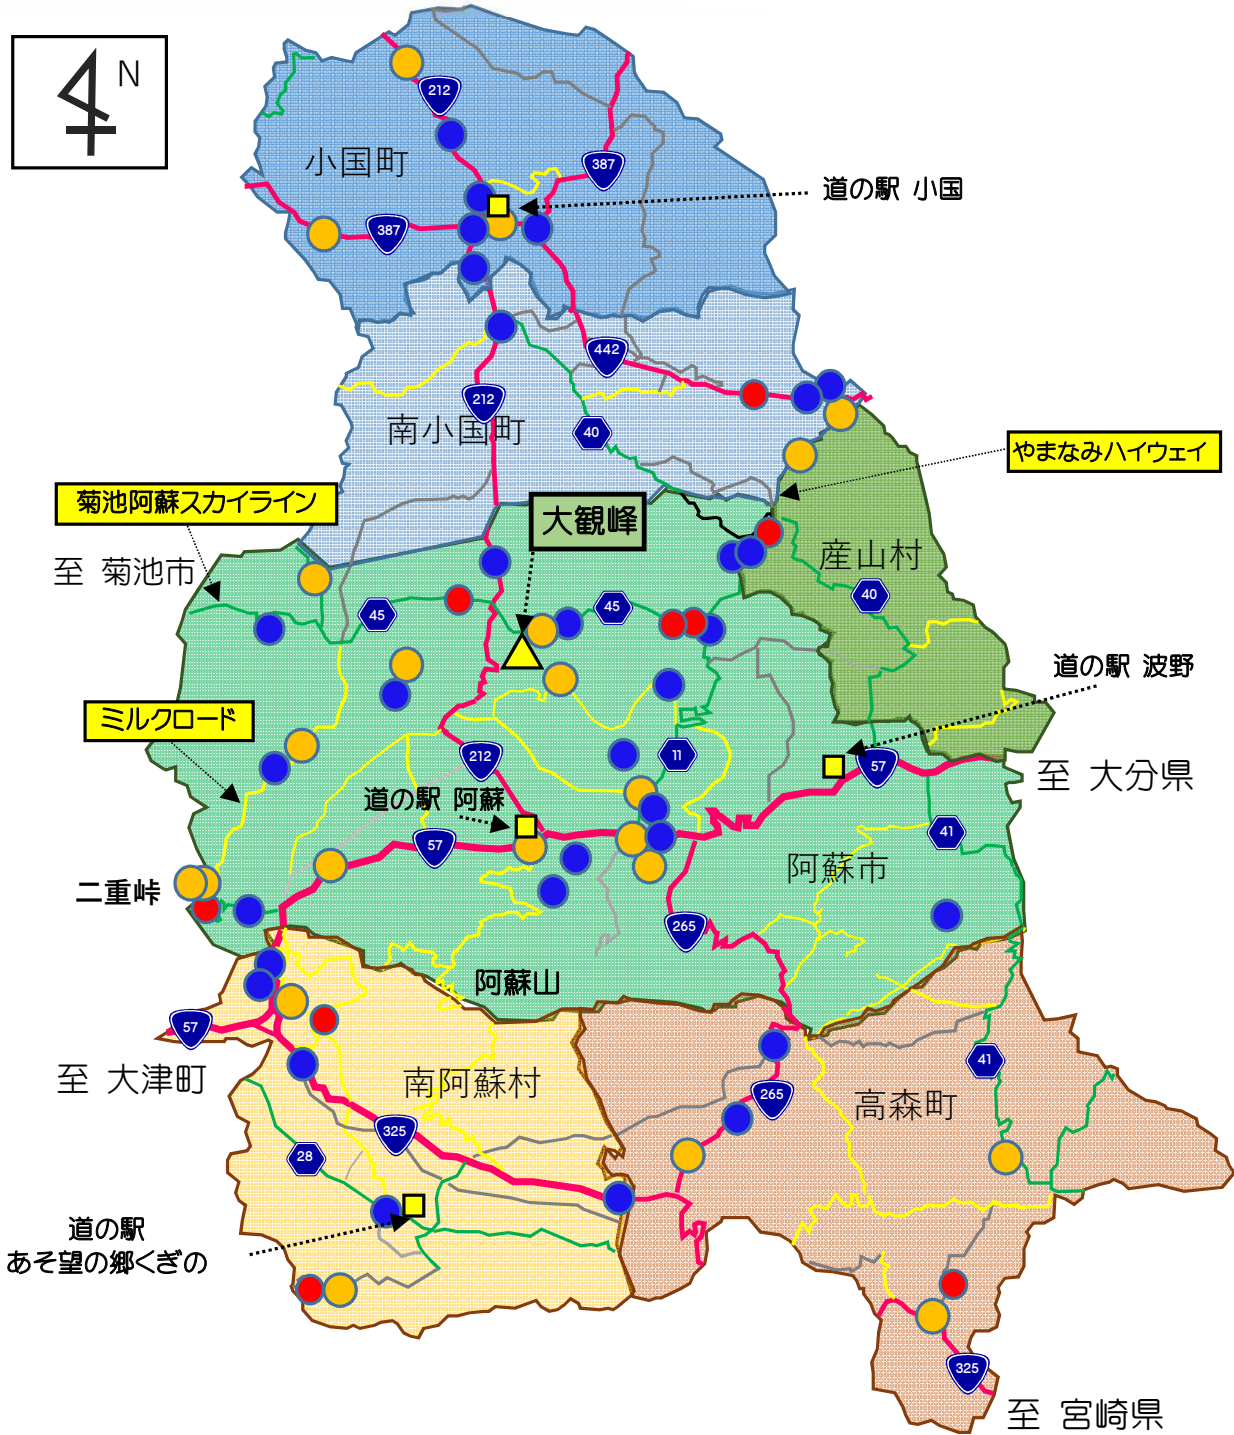 N
212
小国町
387
道の駅 小国
387
442
212
南小国町
40
やまなみハイウェイ
菊池阿蘇スカイライン
大観峰
至 菊池市
産山村
40
45
45
道の駅 波野
ミルクロード
212
11
57
至 大分県
道の駅 阿蘇
57
41
阿蘇市
二重峠
265
阿蘇山
57
至 大津町
南阿蘇村
41
265
高森町
325
28
道の駅
あそ望の郷くぎの
325
至 宮崎県